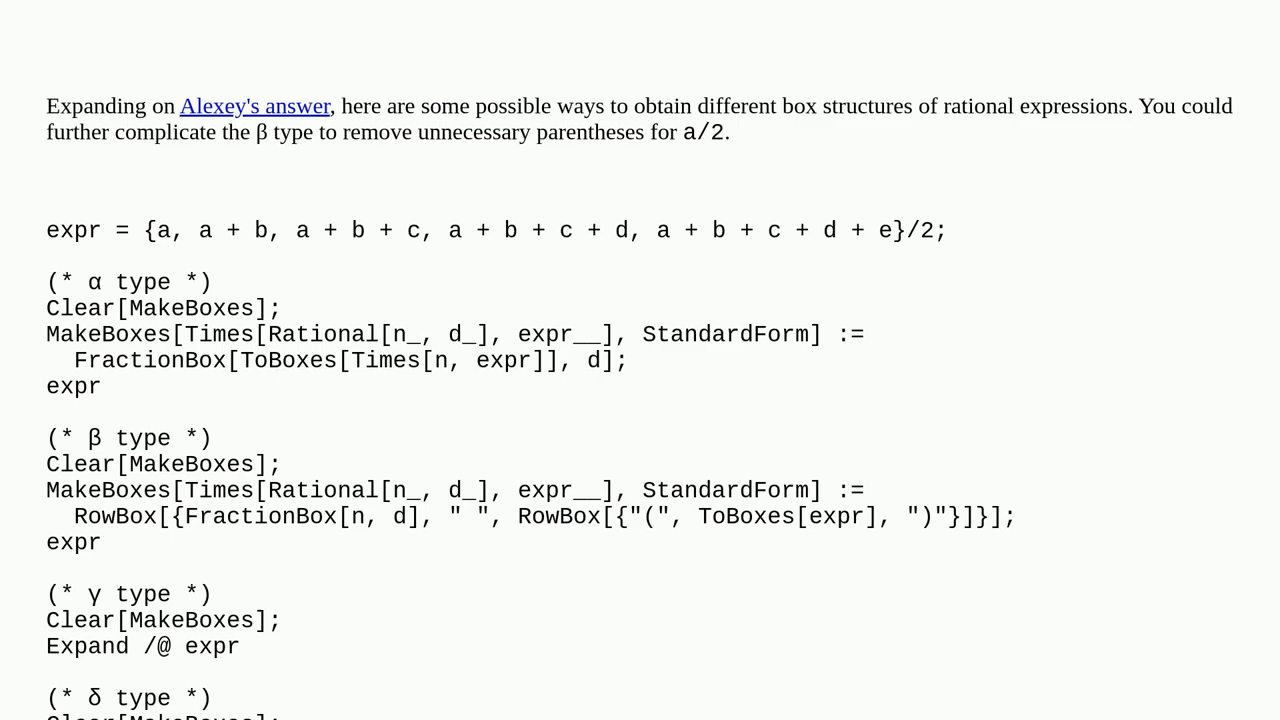 Expanding on Alexey's answer, here are some possible ways to obtain different box structures of rational expressions. You could
further complicate the β type to remove unnecessary parentheses for a/2.
expr = {a, a + b, a + b + c, a + b + c + d, a + b + c + d + e}/2;
(* α type *)
Clear[MakeBoxes];
MakeBoxes[Times[Rational[n_, d_], expr__], StandardForm] :=
  FractionBox[ToBoxes[Times[n, expr]], d];
expr
(* β type *)
Clear[MakeBoxes];
MakeBoxes[Times[Rational[n_, d_], expr__], StandardForm] :=
  RowBox[{FractionBox[n, d], " ", RowBox[{"(", ToBoxes[expr], ")"}]}];
expr
(* γ type *)
Clear[MakeBoxes];
Expand /@ expr
(* δ type *)
Clear[MakeBoxes];